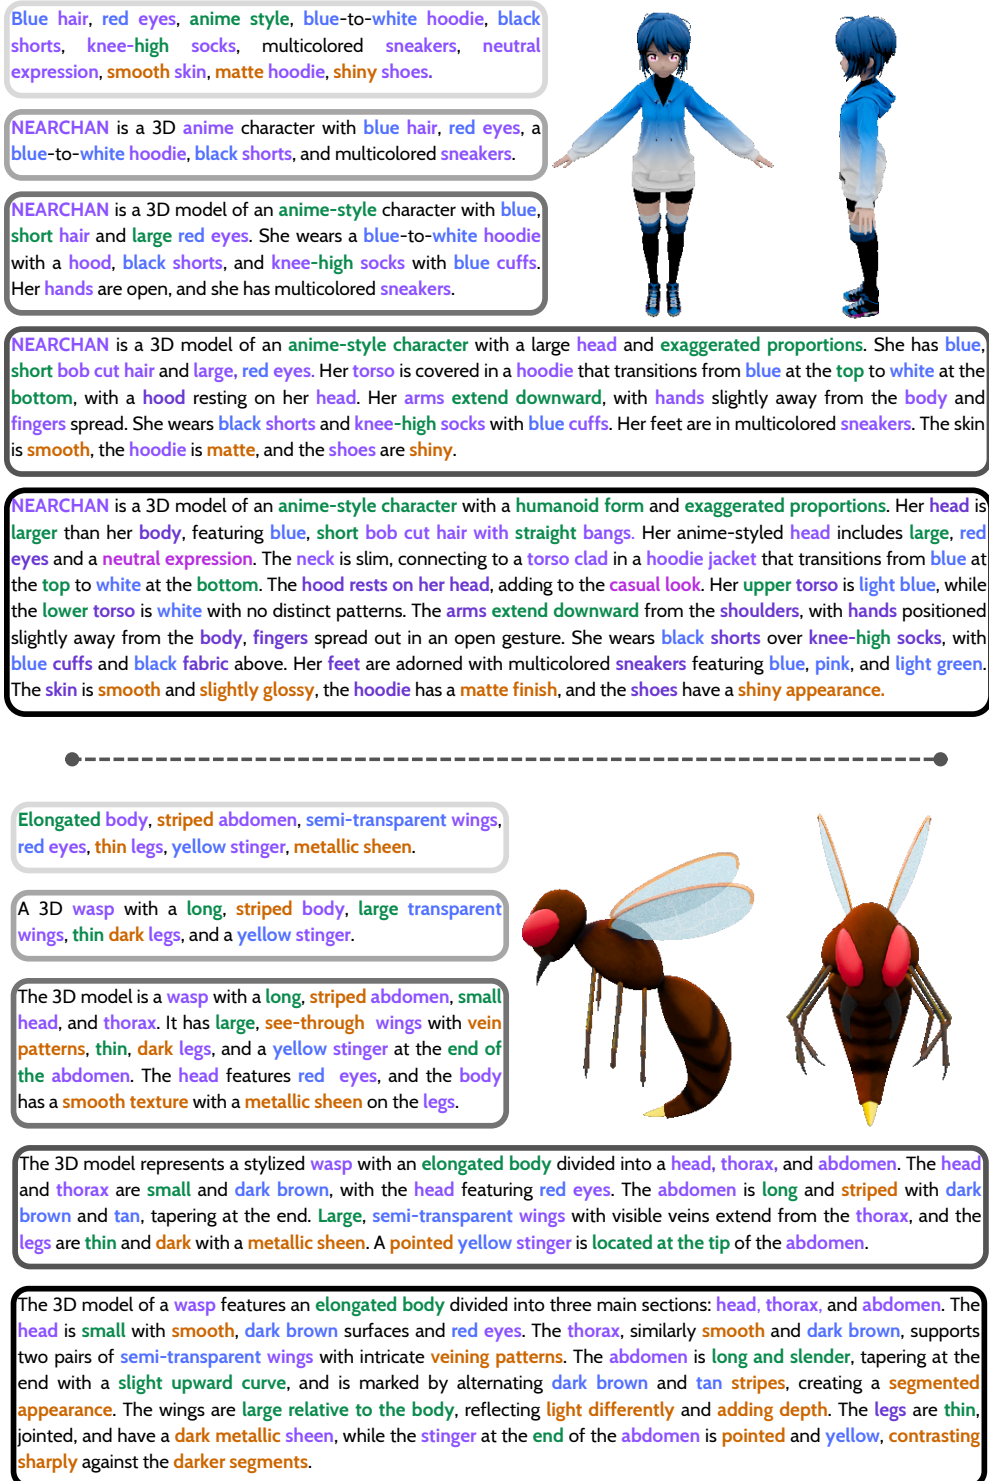 Blue hair, red eyes, anime style, blue-to-white hoodie, black
shorts, knee-high socks, multicolored sneakers, neutral
expression, smooth skin, matte hoodie, shiny shoes.
NEARCHAN is a 3D anime character with blue hair, red eyes, a
blue-to-white hoodie, black shorts, and multicolored sneakers.
NEARCHAN is a 3D model of an anime-style character with blue,
short hair and large red eyes. She wears a blue-to-white hoodie
with a hood, black shorts, and knee-high socks with blue cuffs.
Her hands are open, and she has multicolored sneakers.
NEARCHAN is a 3D model of an anime-style character with a large head and exaggerated proportions. She has blue,
short bob cut hair and large, red eyes. Her torso is covered in a hoodie that transitions from blue at the top to white at the
bottom, with a hood resting on her head. Her arms extend downward, with hands slightly away from the body and
fingers spread. She wears black shorts and knee-high socks with blue cuffs. Her feet are in multicolored sneakers. The skin
is smooth, the hoodie is matte, and the shoes are shiny.
NEARCHAN is a 3D model of an anime-style character with a humanoid form and exaggerated proportions. Her head is
larger than her body, featuring blue, short bob cut hair with straight bangs. Her anime-styled head includes large, red
eyes and a neutral expression. The neck is slim, connecting to a torso clad in a hoodie jacket that transitions from blue at
the top to white at the bottom. The hood rests on her head, adding to the casual look. Her upper torso is light blue, while
the lower torso is white with no distinct patterns. The arms extend downward from the shoulders, with hands positioned
slightly away from the body, fingers spread out in an open gesture. She wears black shorts over knee-high socks, with
blue cuffs and black fabric above. Her feet are adorned with multicolored sneakers featuring blue, pink, and light green.
The skin is smooth and slightly glossy, the hoodie has a matte finish, and the shoes have a shiny appearance.
Elongated body, striped abdomen, semi-transparent wings,
red eyes, thin legs, yellow stinger, metallic sheen.
A 3D wasp with a long, striped body, large transparent
wings, thin dark legs, and a yellow stinger.
The 3D model is a wasp with a long, striped abdomen, small
head, and thorax. It has large, see-through wings with vein
patterns, thin, dark legs, and a yellow stinger at the end of
the abdomen. The head features red eyes, and the body
has a smooth texture with a metallic sheen on the legs.
The 3D model represents a stylized wasp with an elongated body divided into a head, thorax, and abdomen. The head
and thorax are small and dark brown, with the head featuring red eyes. The abdomen is long and striped with dark
brown and tan, tapering at the end. Large, semi-transparent wings with visible veins extend from the thorax, and the
legs are thin and dark with a metallic sheen. A pointed yellow stinger is located at the tip of the abdomen.
The 3D model of a wasp features an elongated body divided into three main sections: head, thorax, and abdomen. The
head is small with smooth, dark brown surfaces and red eyes. The thorax, similarly smooth and dark brown, supports
two pairs of semi-transparent wings with intricate veining patterns. The abdomen is long and slender, tapering at the
end with a slight upward curve, and is marked by alternating dark brown and tan stripes, creating a segmented
appearance. The wings are large relative to the body, reflecting light differently and adding depth. The legs are thin,
jointed, and have a dark metallic sheen, while the stinger at the end of the abdomen is pointed and yellow, contrasting
sharply against the darker segments.